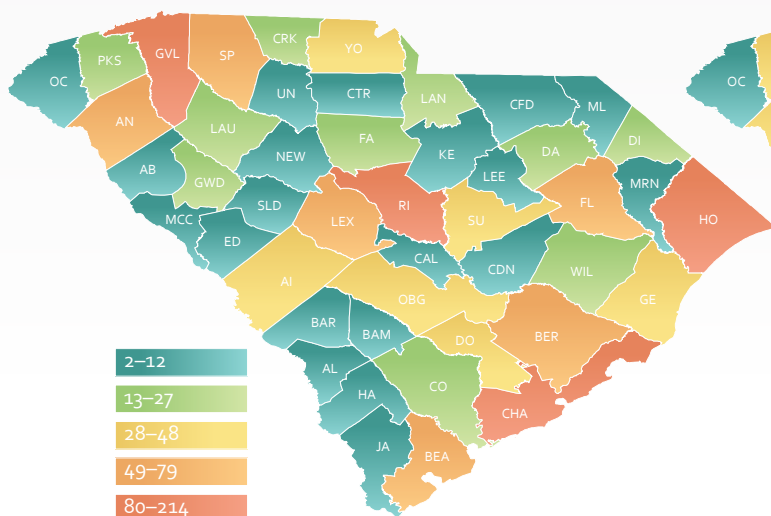 CRK
YO
GVL
SP
PKS
OC
OC
UN
CTR
LAN
CFD
ML
AN
LAU
FA
DI
DA
NEW
KE
AB
GWD
LEE
MRN
SLD
RI
FL
MCC
LEX
SU
HO
ED
CAL
CDN
WIL
AI
OBG
GE
BAR
BAM
DO
BER
AL
CO
HA
CHA
JA
BEA
2–12
13–27
28–48
49–79
80–214